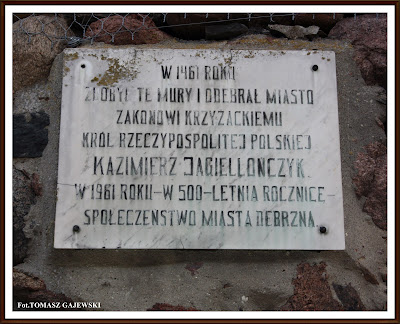 W 1461 ROKU
ZDOBYŁ TE MURY I ODEBRAŁ MIASTO
ZAKONOWI KRZYŻACKIEMU
KRÓL RZECZYPOSPOLITEJ POLSKIEJ
KAZIMIERZ JAGIELLOŃCZYK.
W 1961 ROKU-W 500-LETNIĄ ROCZNICE-
SPOŁECZEŃSTWO MIASTA DEBRZNA
Fot.TOMASZ GAJEWSKI